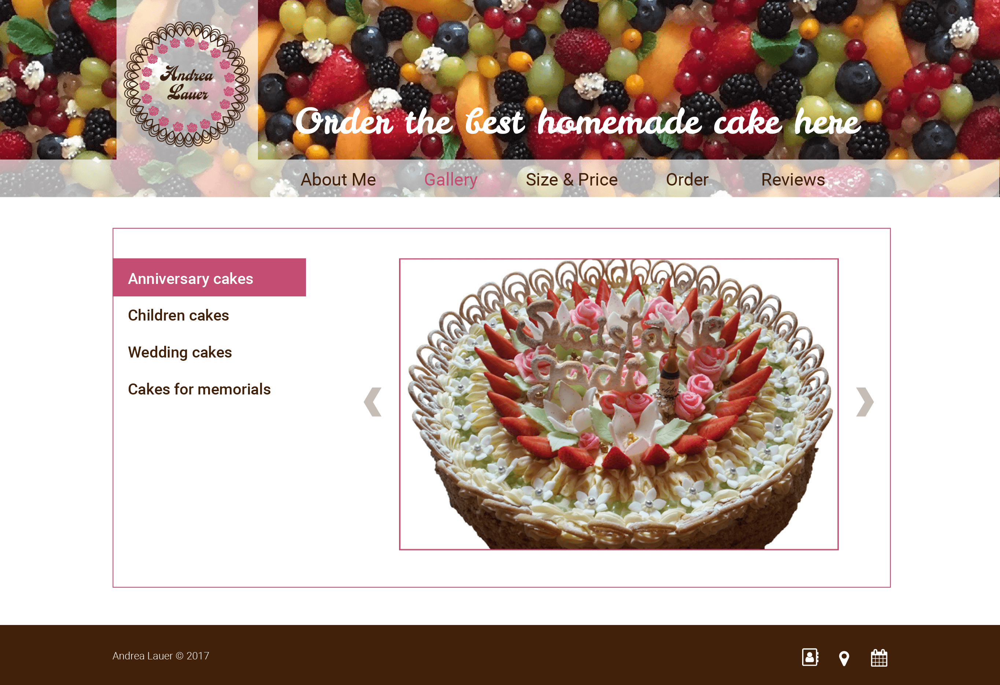 Andrea
Lauer
Order the best homemade cake here
About Me
Gallery
Size & Price
Order
Reviews
Anniversary cakes
Children cakes
Wedding cakes
Cakes for memorials
Skaistākie
gadi
Andrea Lauer © 2017